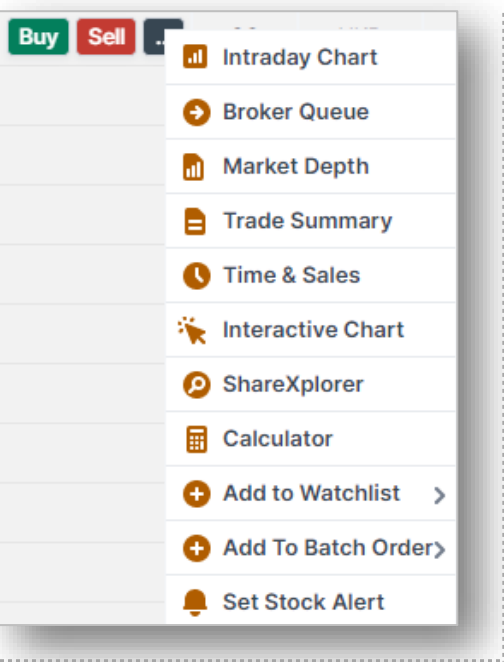 Buy Sell ...
Intraday Chart
Broker Queue
Market Depth
Trade Summary
Time & Sales
Interactive Chart
ShareXplorer
Calculator
Add to Watchlist
Add To Batch Order
Set Stock Alert